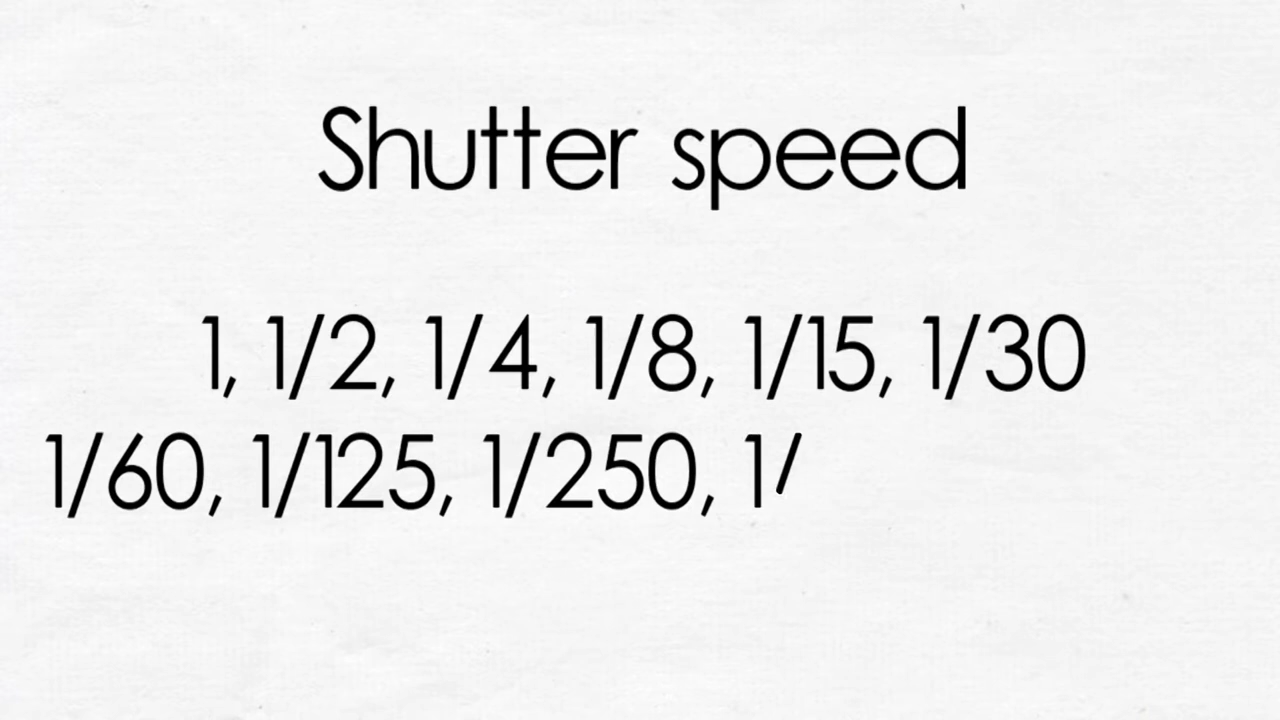 Shutter speed
1, 1/2, 1/4, 1/8, 1/15, 1/30
1/60, 1/125, 1/250, 1/